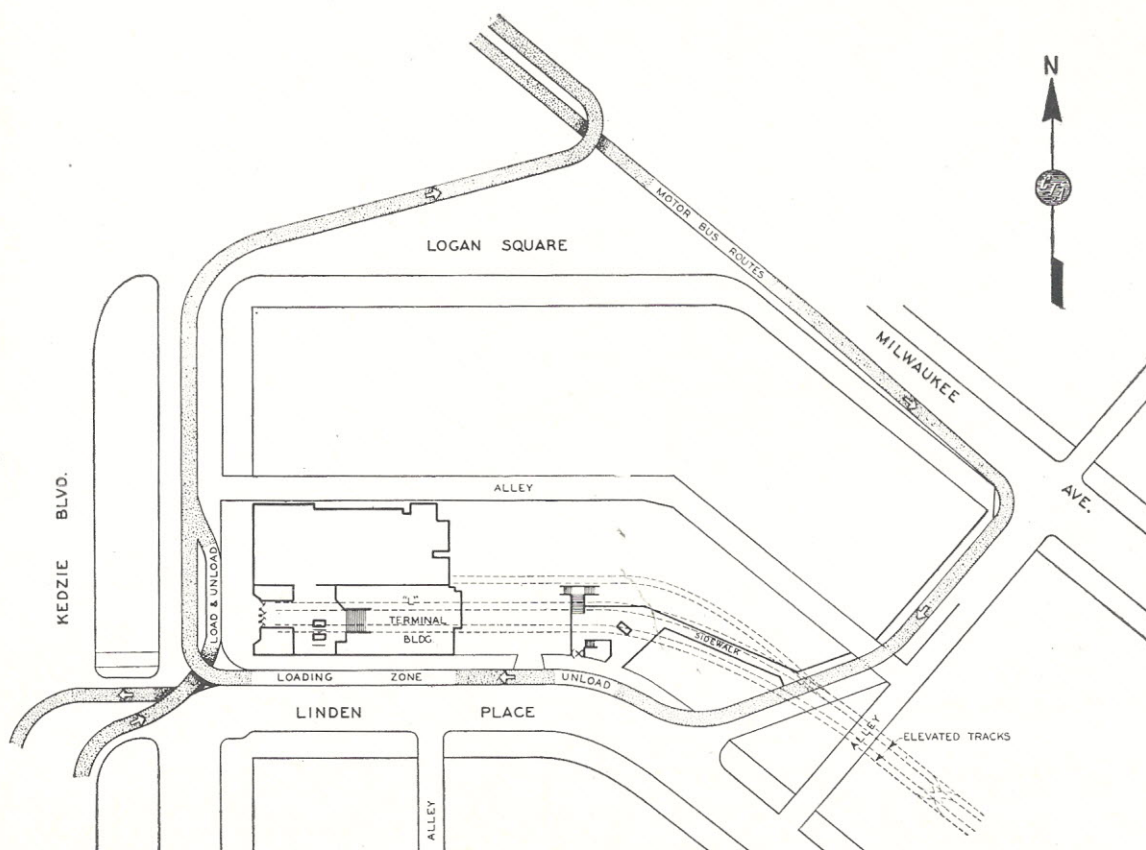 N
CTA
MOTOR BUS ROUTES
LOGAN SQUARE
MILWAUKEE
AVE.
KEDZIE BLVD.
ALLEY
LOAD & UNLOAD
"L"
TERMINAL
BLDG
SIDEWALK
LOADING ZONE
UNLOAD
LINDEN PLACE
ALLEY
ELEVATED TRACKS
ALLEY